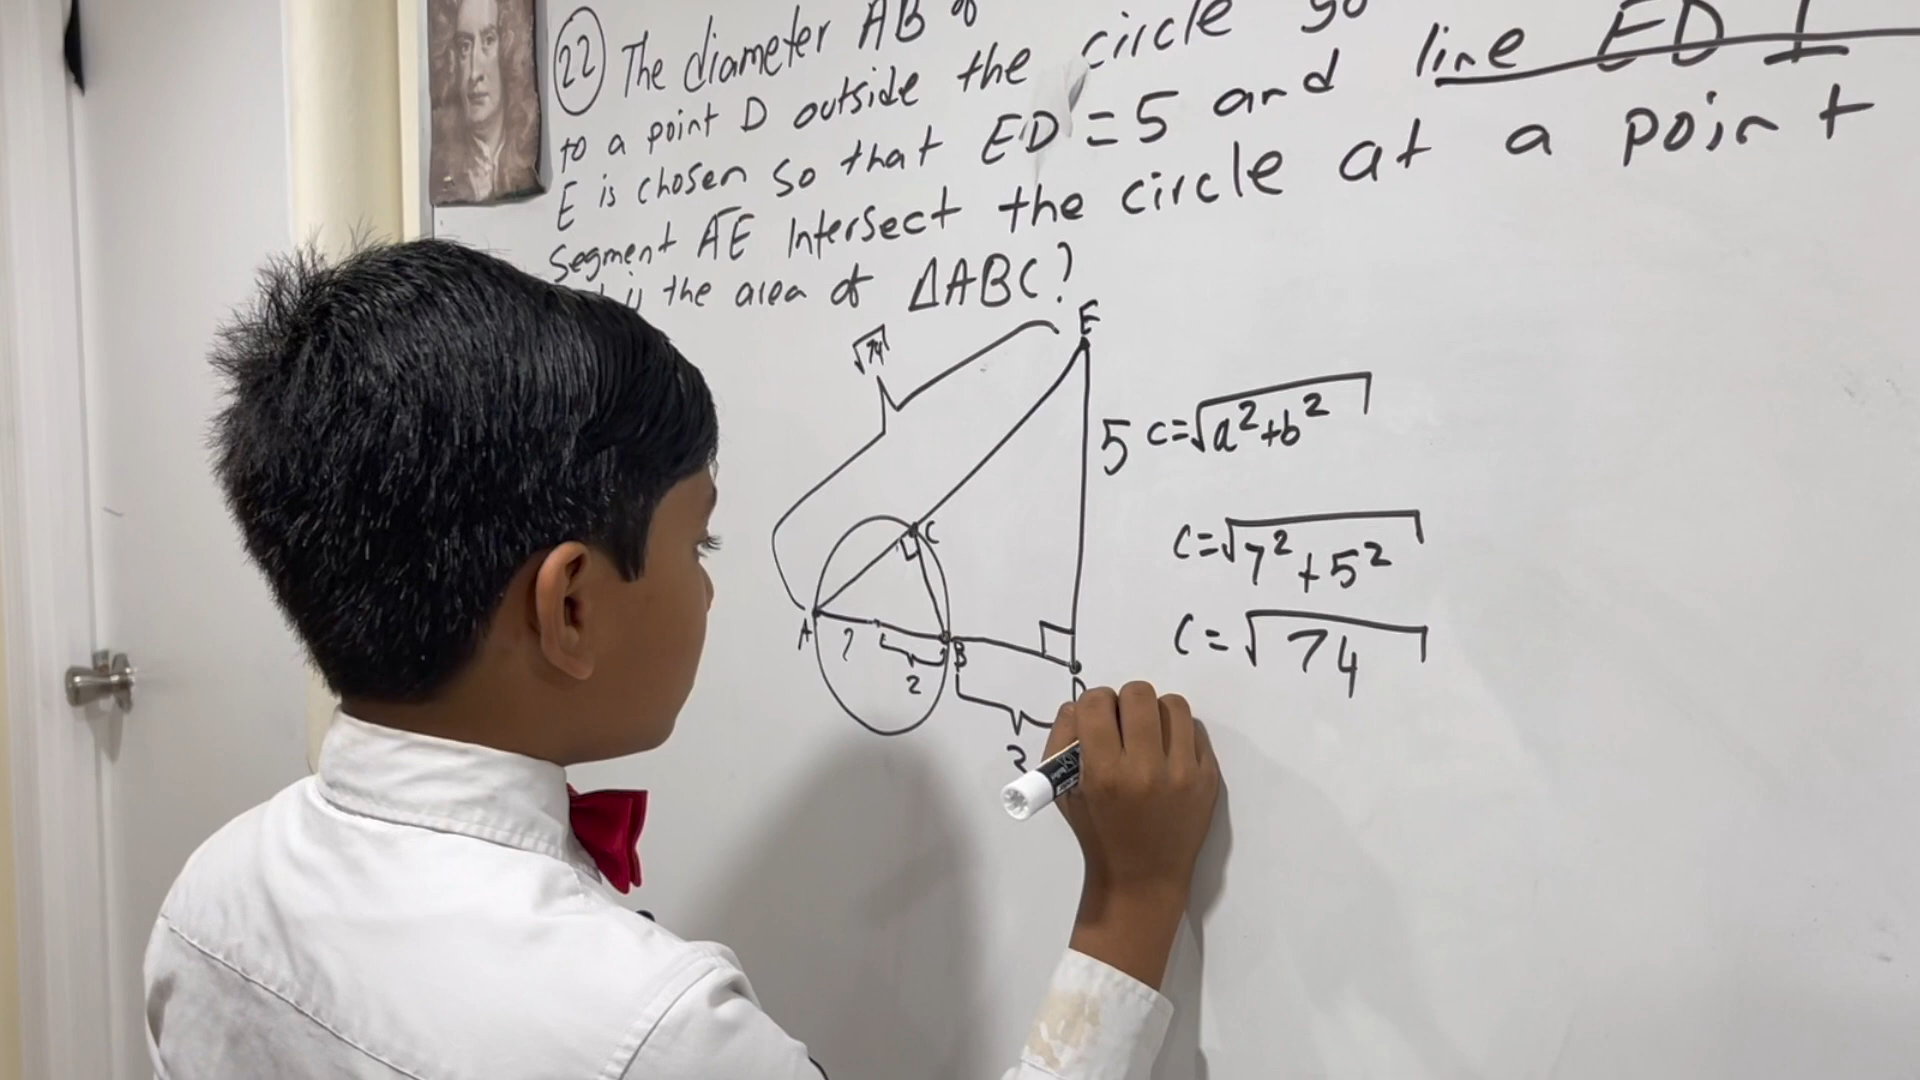 22 The diameter AB of
to a point D outside the circle so
E is chosen so that ED = 5 and line ED ⊥
Segment AE Intersect the circle at a point
is the area of ΔABC?
√74
E
5
c=√a²+b²
C
c=√7²+5²
A
?
2
B
c=√74
D
3